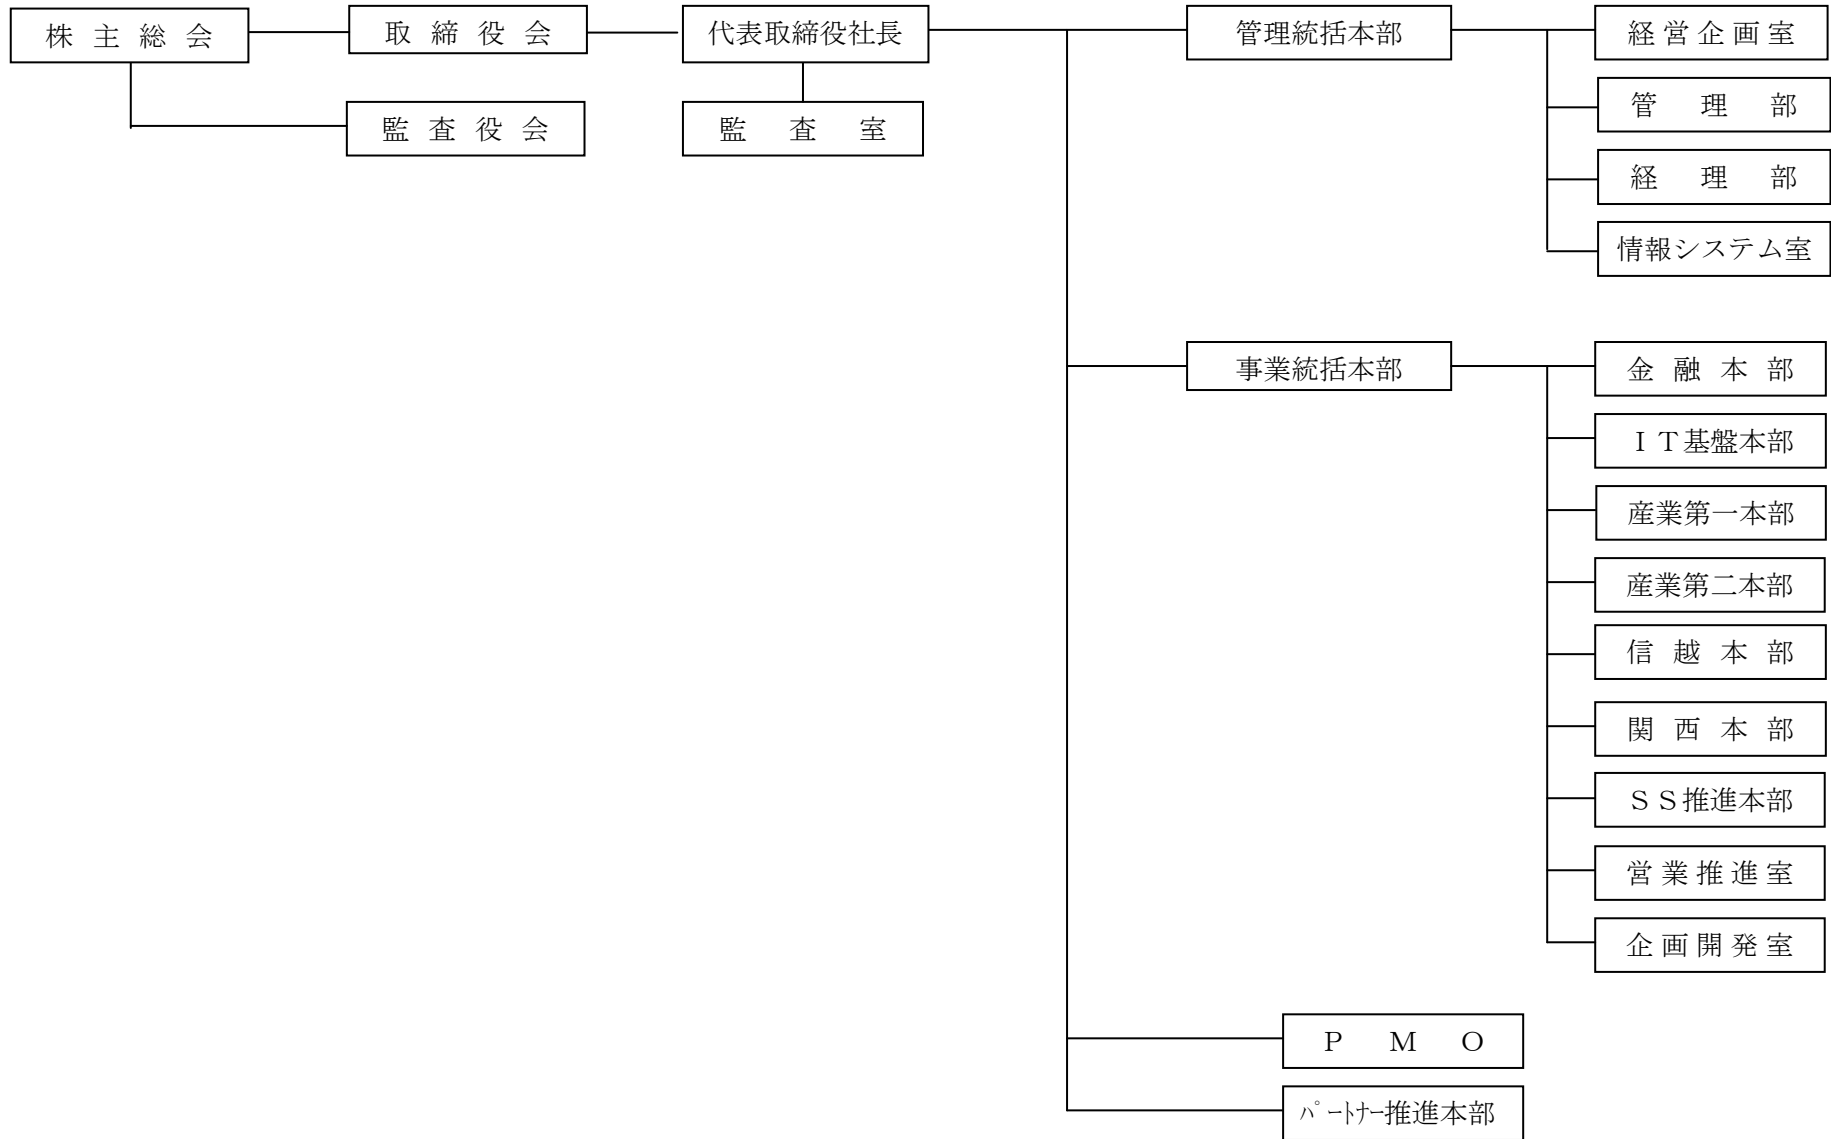 株主総会
取締役会
代表取締役社長
管理統括本部
経営企画室
監査役会
監査室
管理部
経理部
情報システム室
事業統括本部
金融本部
ＩＴ基盤本部
産業第一本部
産業第二本部
信越本部
関西本部
ＳＳ推進本部
営業推進室
企画開発室
ＰＭＯ
ﾊﾟｰﾄﾅｰ推進本部